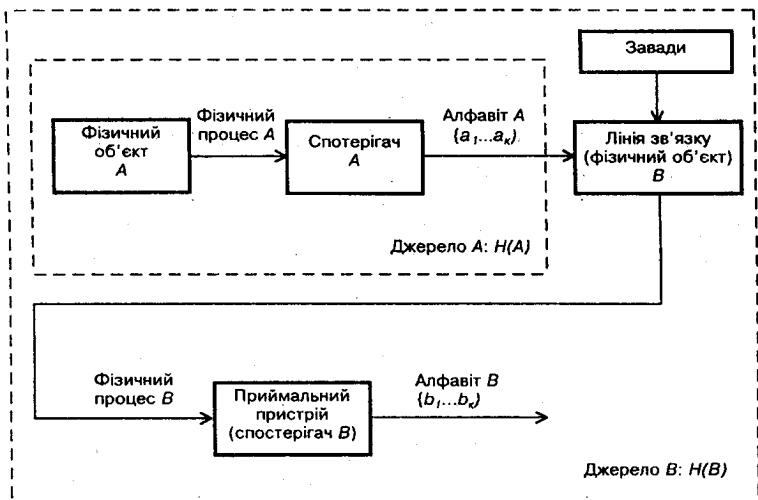 Завади
Фізичний
об'єкт
A
Фізичний
процес A
Спотерігач
A
Алфавіт A
{a₁...aₖ)
Лінія зв'язку
(фізичний об'єкт)
B
Джерело A: H(A)
Фізичний
процес B
Приймальний
пристрій
(спостерігач B)
Алфавіт B
{b₁...bₖ)
Джерело B: H(B)